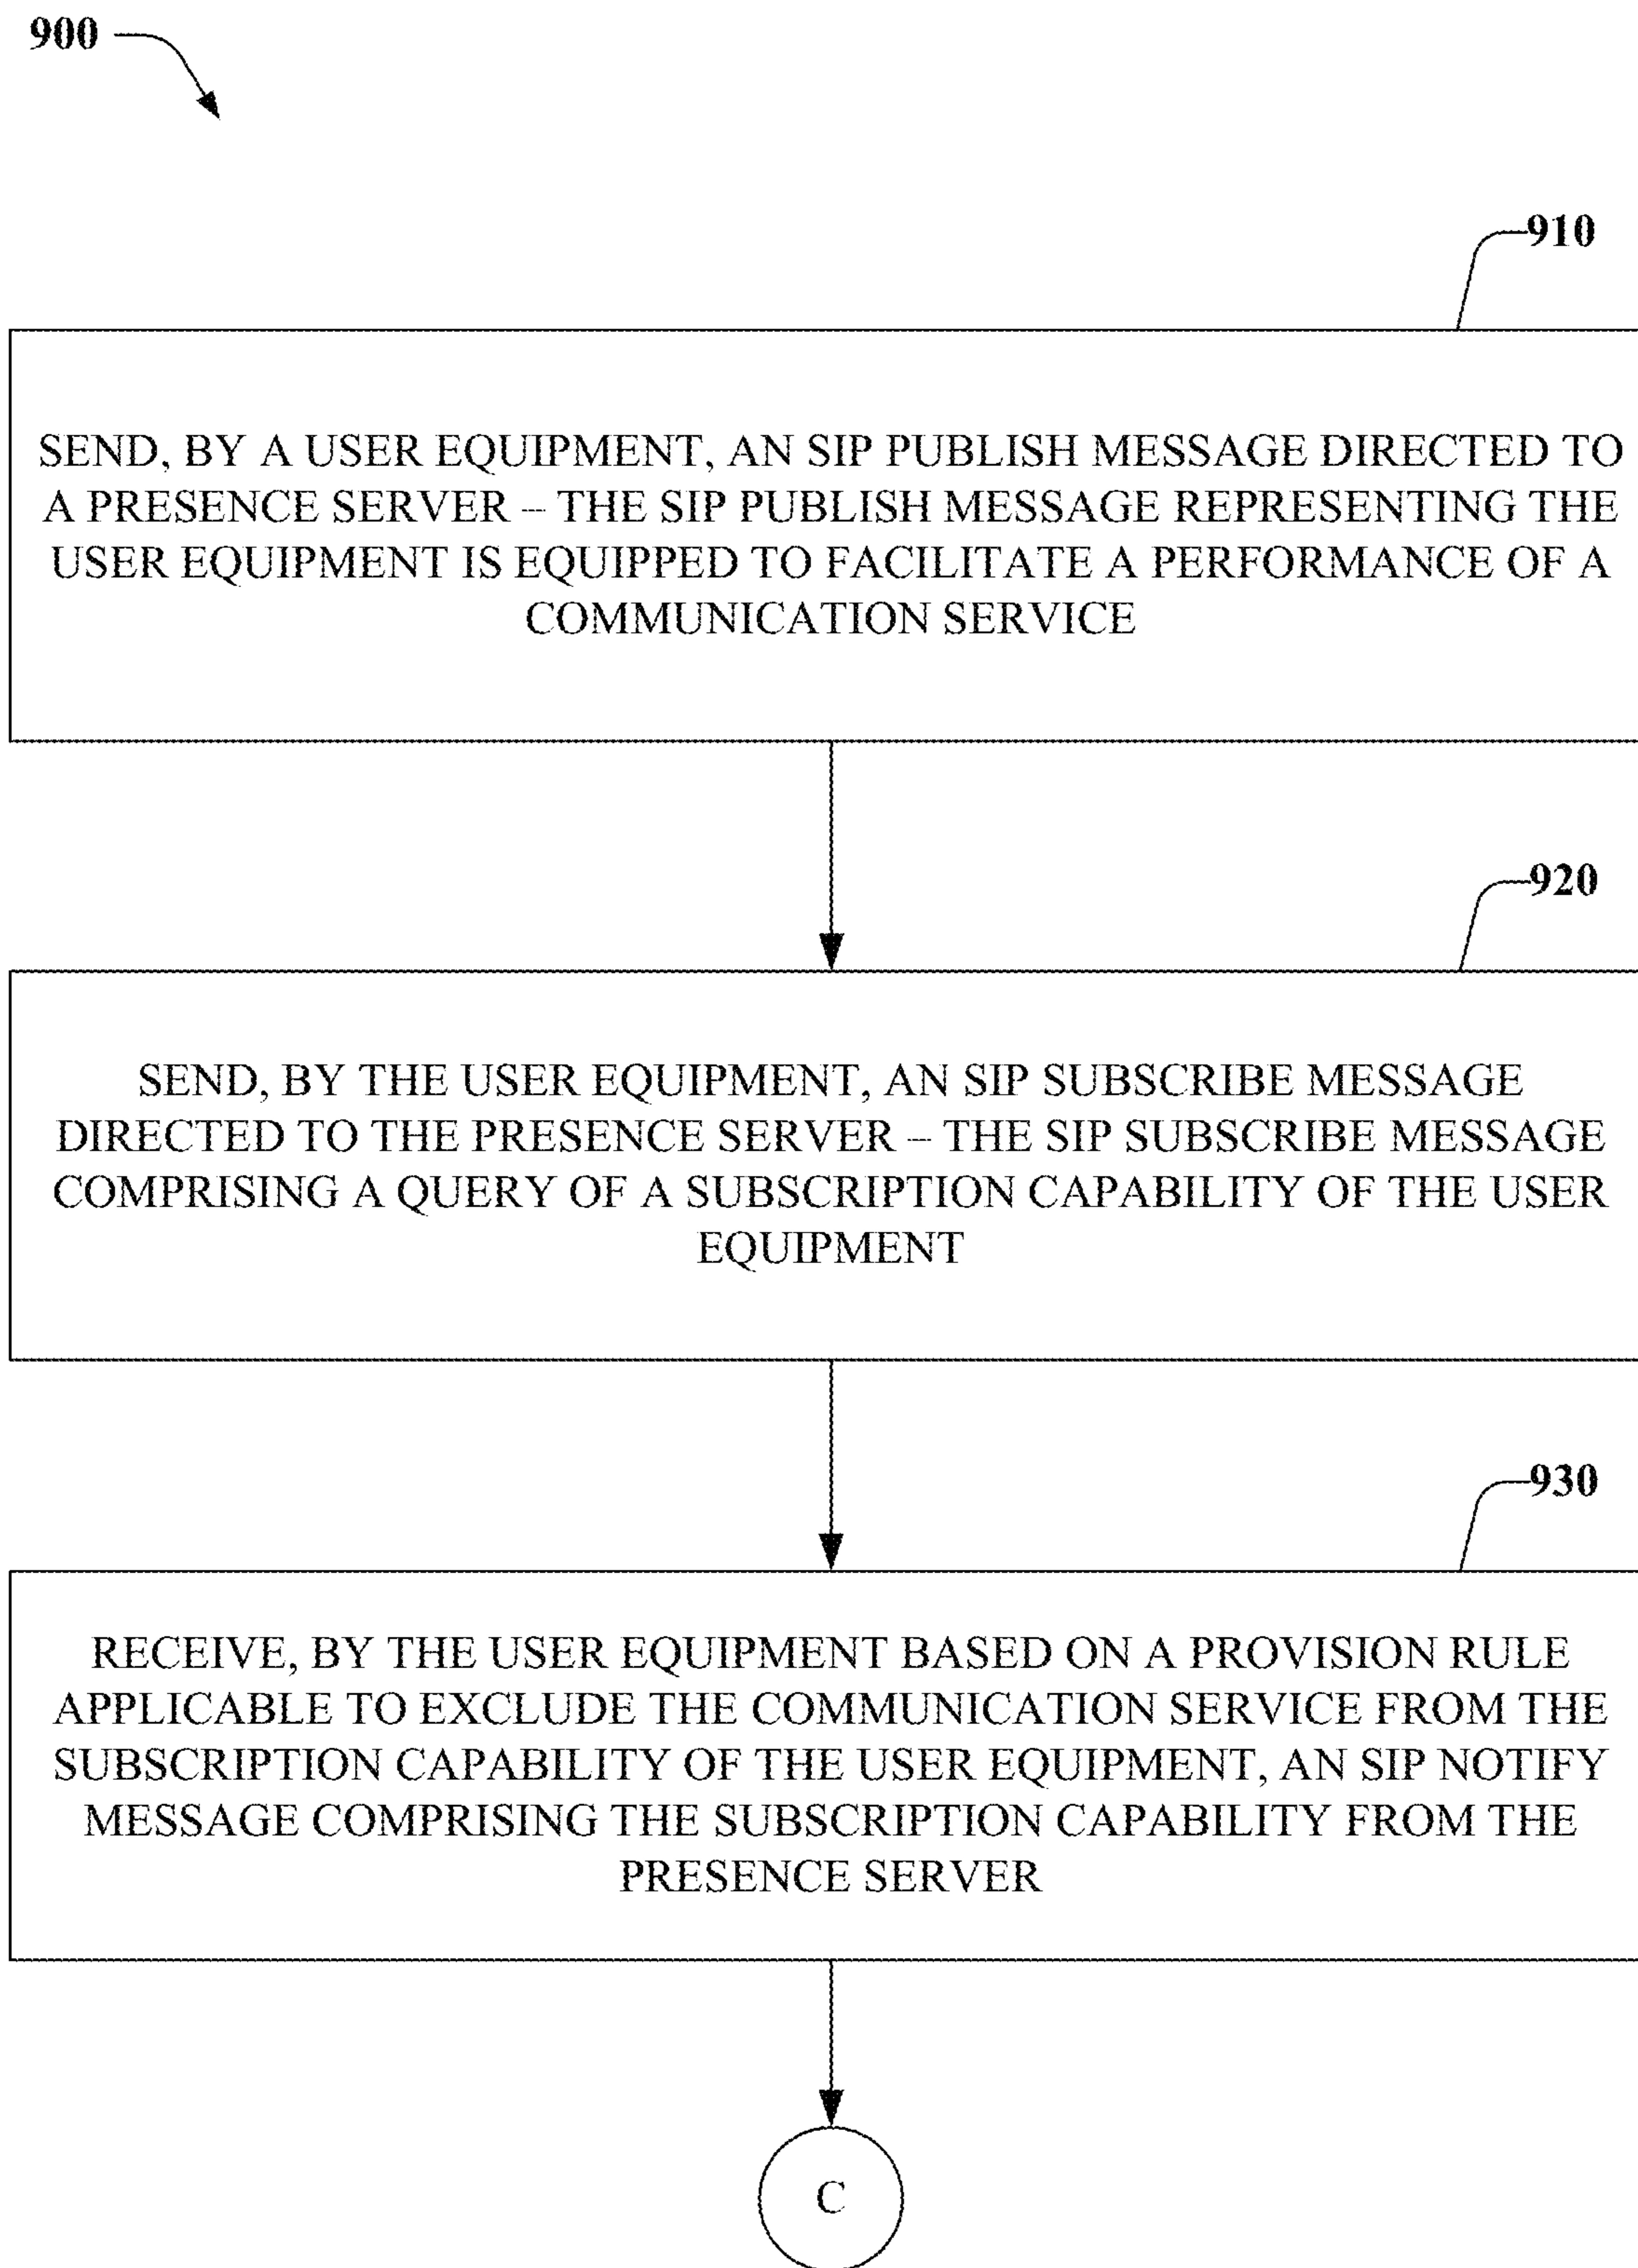 900
910
SEND, BY A USER EQUIPMENT, AN SIP PUBLISH MESSAGE DIRECTED TO
A PRESENCE SERVER – THE SIP PUBLISH MESSAGE REPRESENTING THE
USER EQUIPMENT IS EQUIPPED TO FACILITATE A PERFORMANCE OF A
COMMUNICATION SERVICE
920
SEND, BY THE USER EQUIPMENT, AN SIP SUBSCRIBE MESSAGE
DIRECTED TO THE PRESENCE SERVER – THE SIP SUBSCRIBE MESSAGE
COMPRISING A QUERY OF A SUBSCRIPTION CAPABILITY OF THE USER
EQUIPMENT
930
RECEIVE, BY THE USER EQUIPMENT BASED ON A PROVISION RULE
APPLICABLE TO EXCLUDE THE COMMUNICATION SERVICE FROM THE
SUBSCRIPTION CAPABILITY OF THE USER EQUIPMENT, AN SIP NOTIFY
MESSAGE COMPRISING THE SUBSCRIPTION CAPABILITY FROM THE
PRESENCE SERVER
C